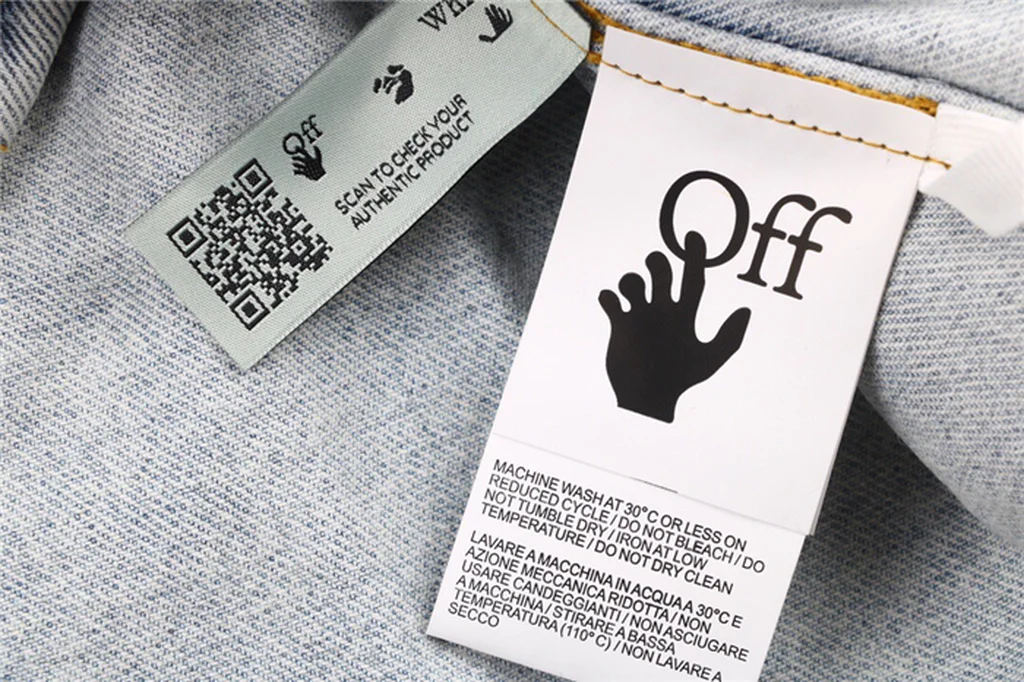 Off
SCAN TO CHECK YOUR
AUTHENTIC PRODUCT
Off
MACHINE WASH AT 30°C OR LESS ON
REDUCED CYCLE / DO NOT BLEACH / DO
NOT TUMBLE DRY / IRON AT LOW
TEMPERATURE / DO NOT DRY CLEAN
LAVARE A MACCHINA IN ACQUA A 30°C E
AZIONE MECCANICA RIDOTTA / NON
USARE CANDEGGIANTI / NON ASCIUGARE
A MACCHINA / STIRARE A BASSA
TEMPERATURA (110°C) / NON LAVARE A
SECCO